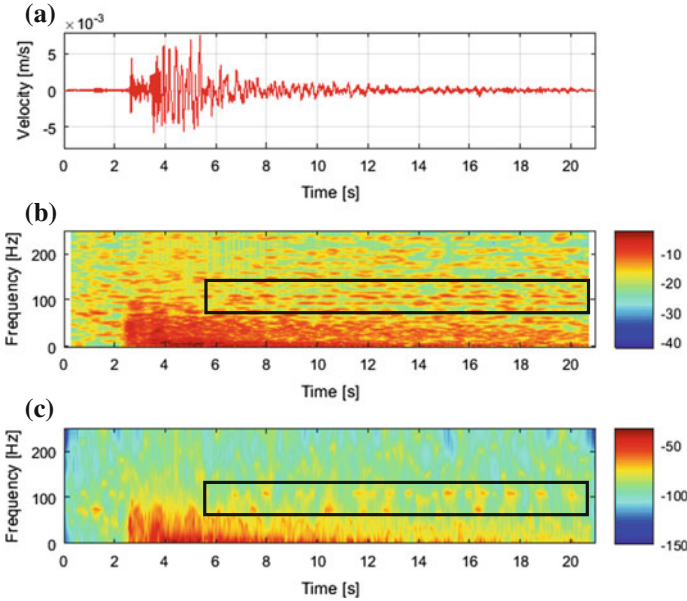 (a)
× 10⁻³
Velocity [m/s]
5
0
-5
0 2 4 6 8 10 12 14 16 18 20
Time [s]
(b)
Frequency [Hz]
200
100
0
0 2 4 6 8 10 12 14 16 18 20
Time [s]
-10
-20
-30
-40
(c)
Frequency [Hz]
200
100
0
0 2 4 6 8 10 12 14 16 18 20
Time [s]
-50
-100
-150